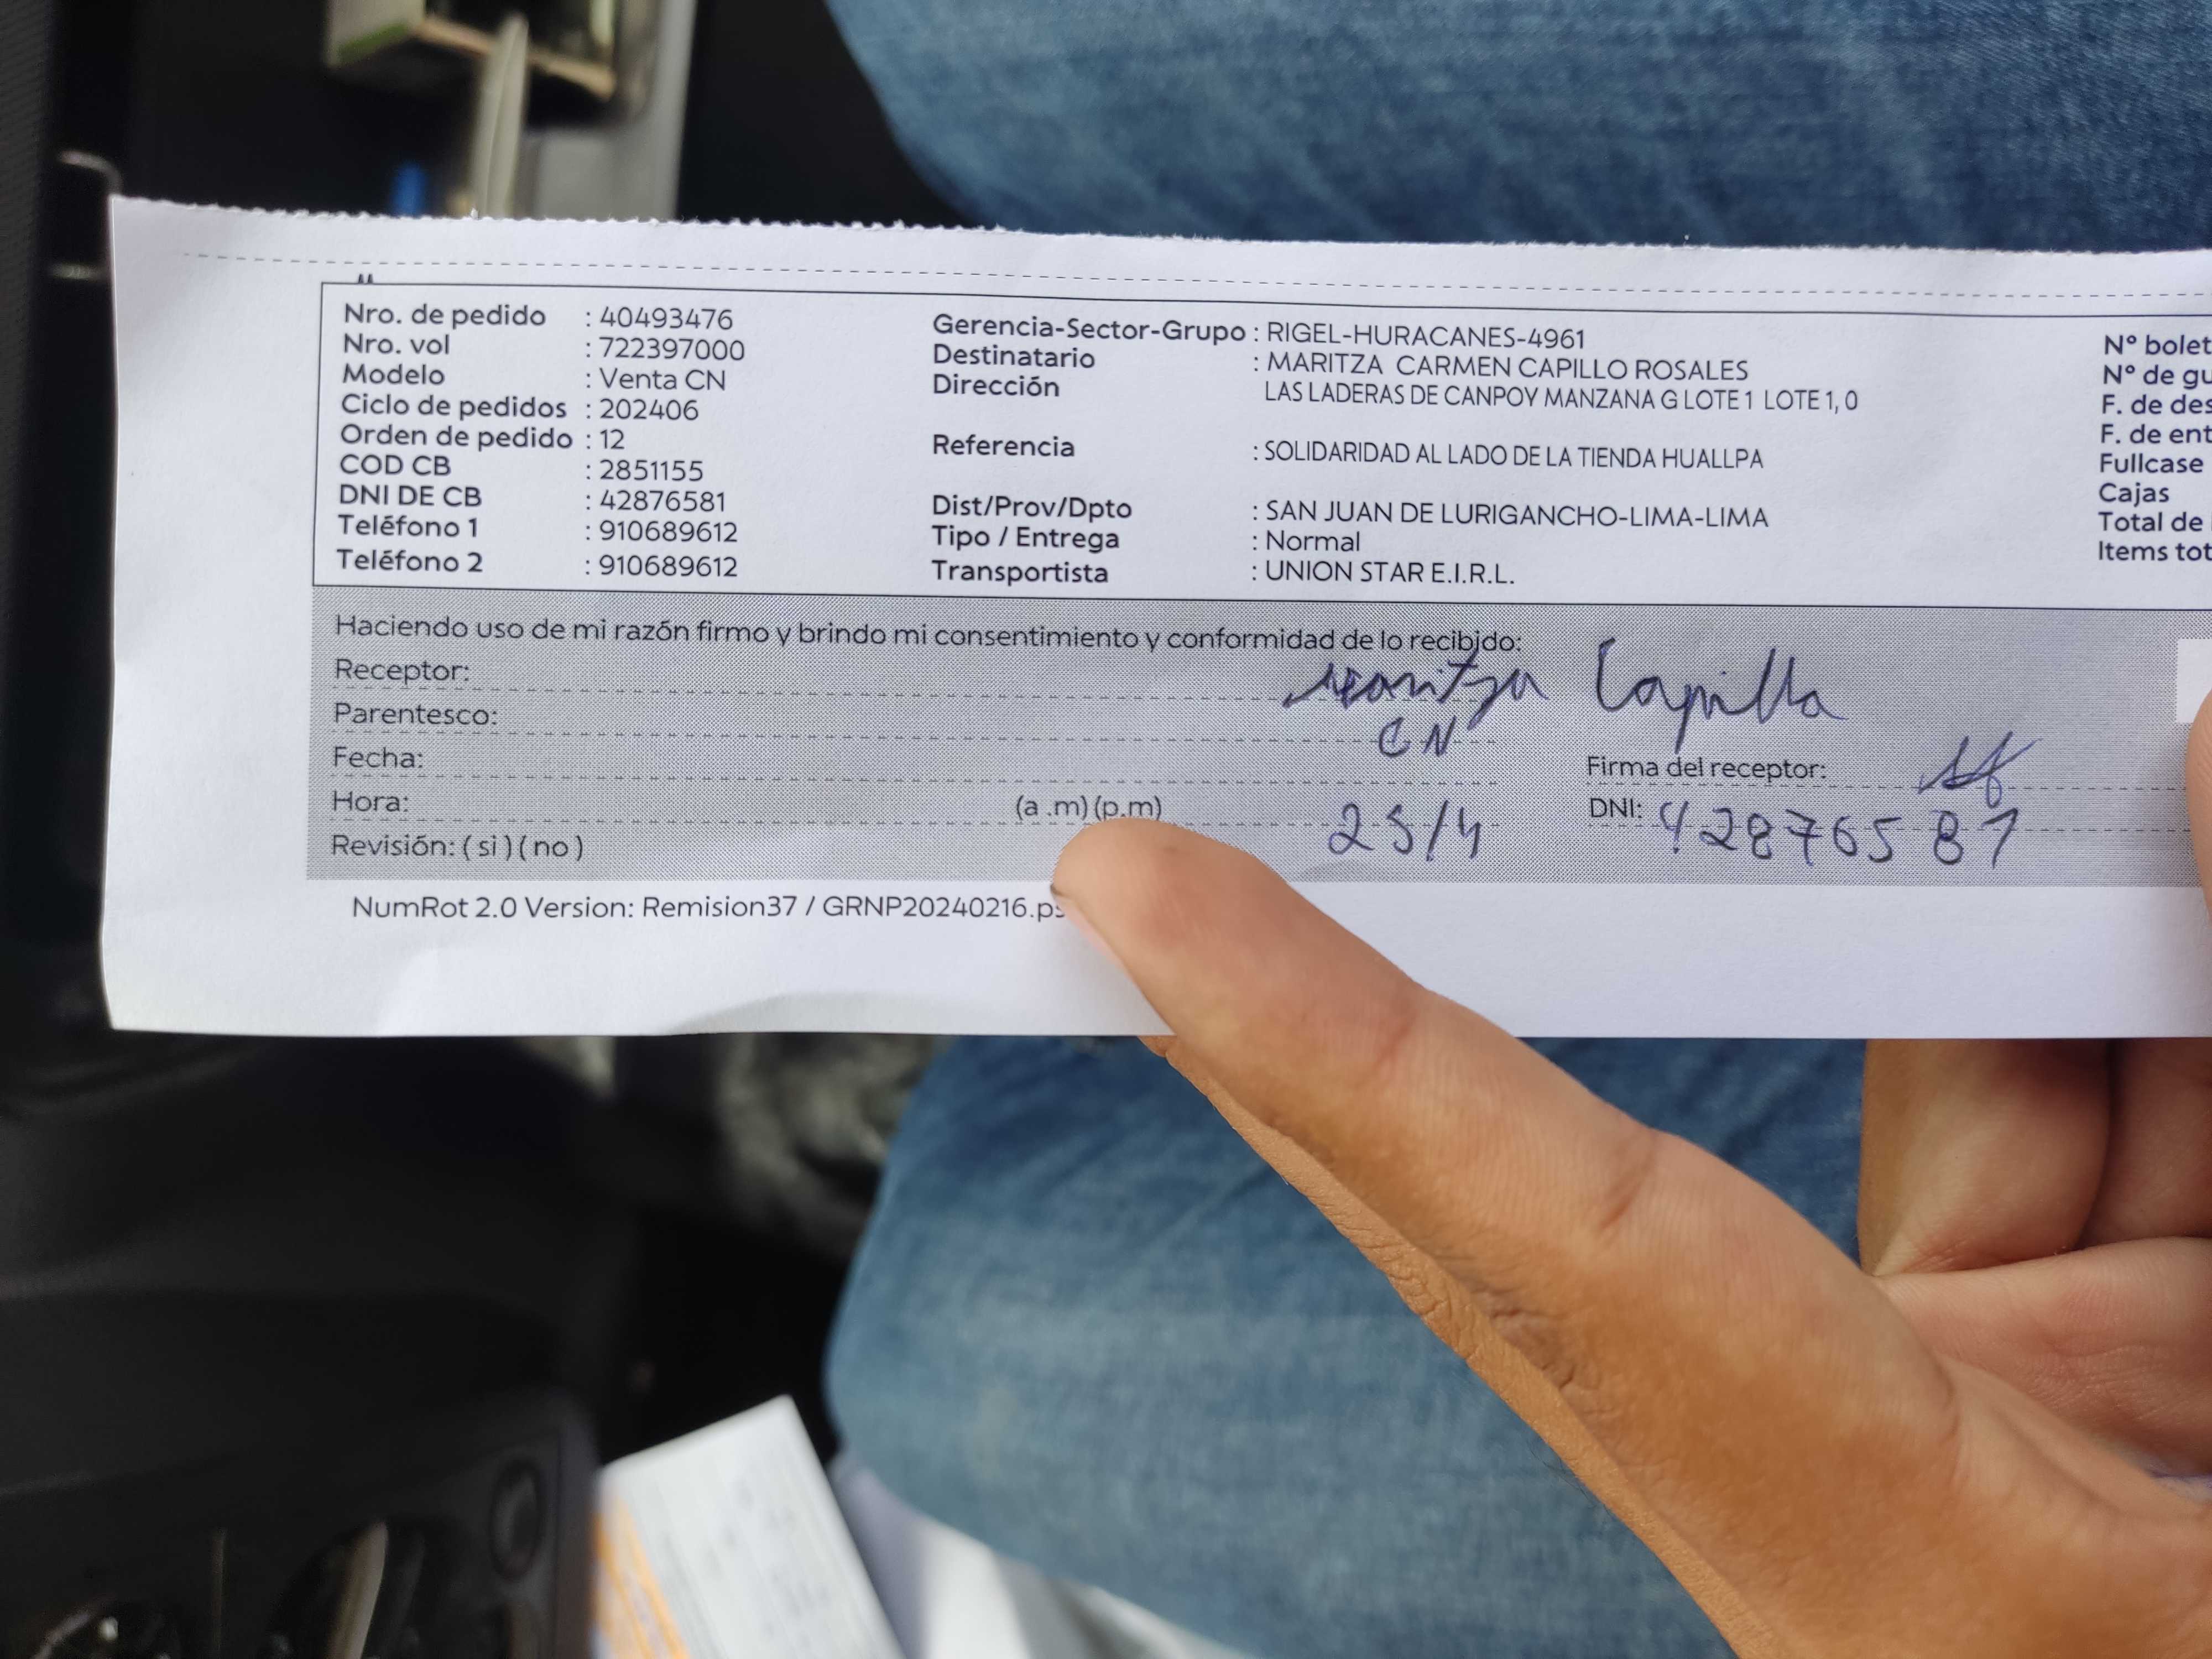 Nro. de pedido : 40493476
Nro. vol : 722397000
Modelo : Venta CN
Ciclo de pedidos : 202406
Orden de pedido : 12
COD CB : 2851155
DNI DE CB : 42876581
Teléfono 1 : 910689612
Teléfono 2 : 910689612
Gerencia-Sector-Grupo : RIGEL-HURACANES-4961
Destinatario : MARITZA CARMEN CAPILLO ROSALES
Dirección LAS LADERAS DE CANPOY MANZANA G LOTE 1 LOTE 1, 0
Referencia : SOLIDARIDAD AL LADO DE LA TIENDA HUALLPA
Dist/Prov/Dpto : SAN JUAN DE LURIGANCHO-LIMA-LIMA
Tipo / Entrega : Normal
Transportista : UNION STAR E.I.R.L.
N° bolet
N° de gu
F. de des
F. de ent
Fullcase
Cajas
Total de
Items tot
Haciendo uso de mi razón firmo y brindo mi consentimiento y conformidad de lo recibido:
Receptor: Maritza Capillo
Parentesco: CN
Fecha:
Firma del receptor:
Hora: (a .m) (p.m) 25/4
DNI: 42876581
Revisión: ( si ) ( no )
NumRot 2.0 Version: Remision37 / GRNP20240216.ps